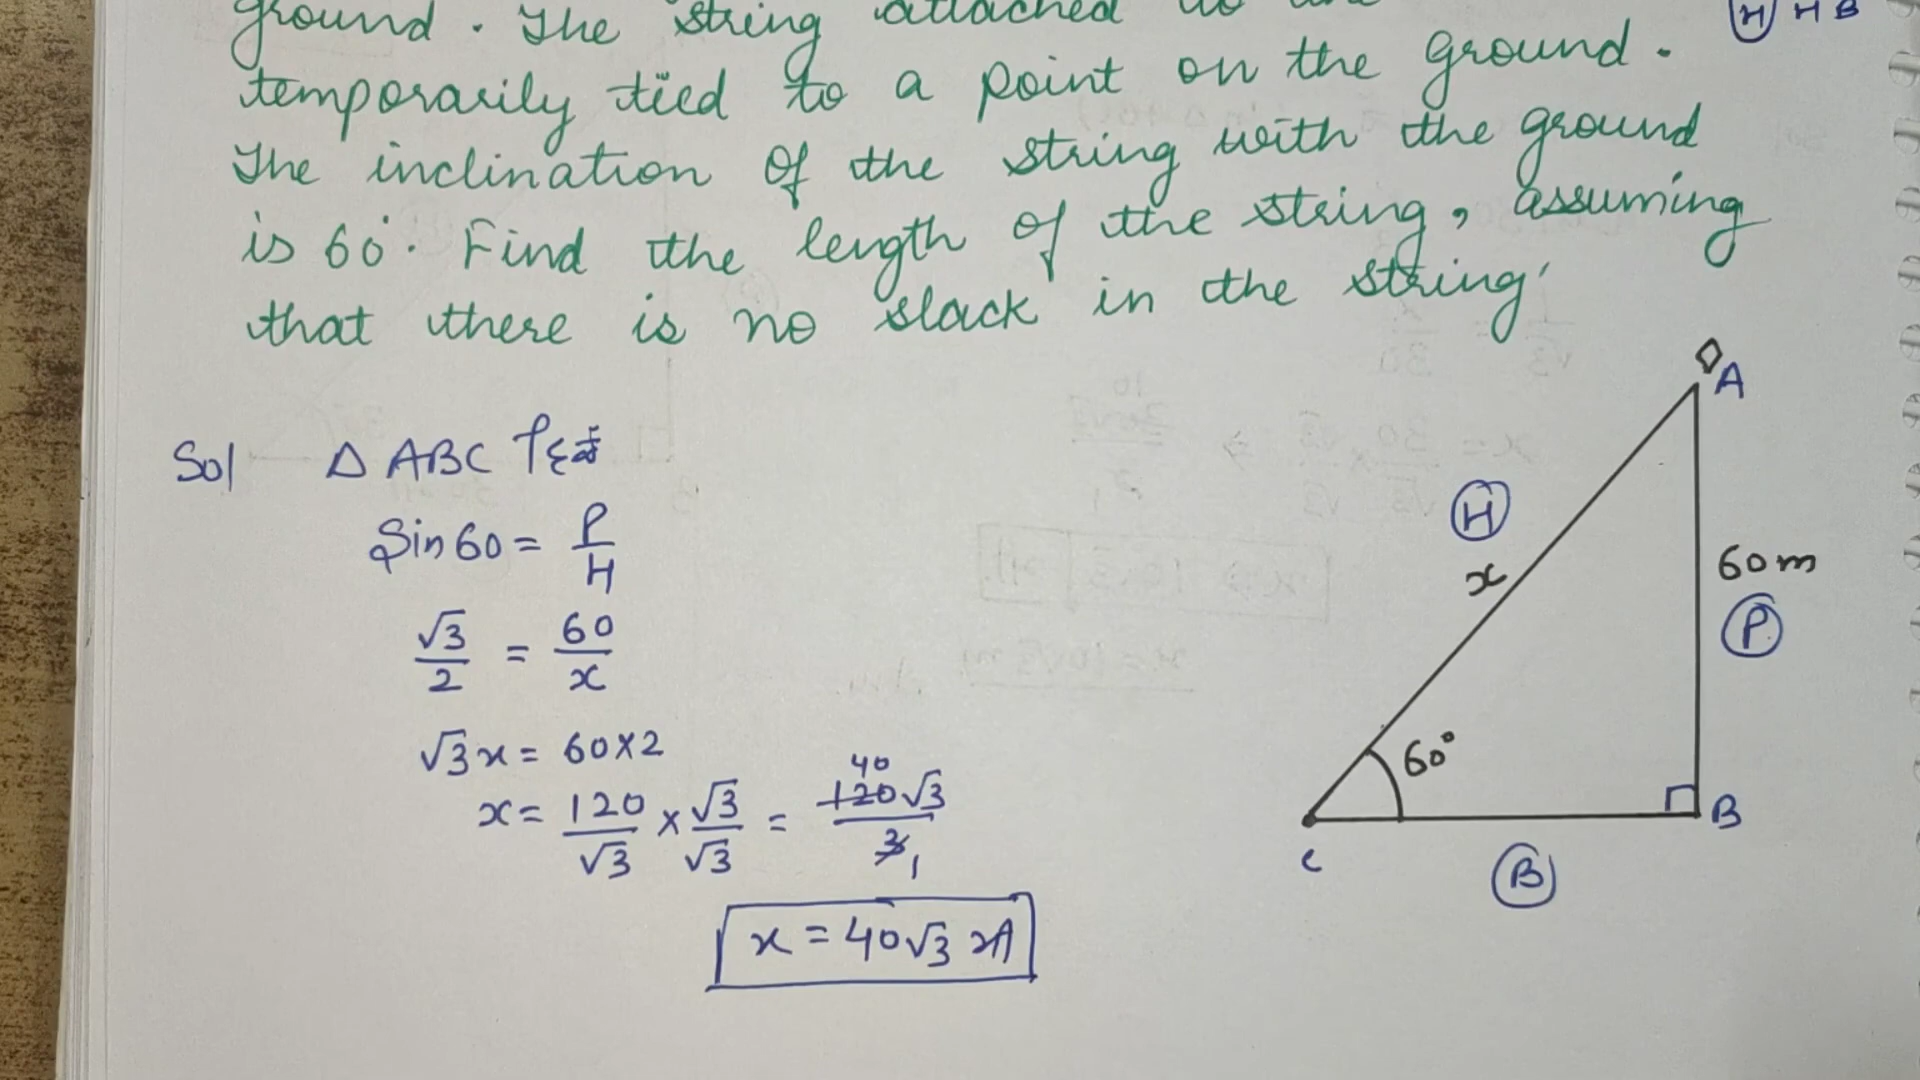 ground. The string attached to
H H B
temporarily tied to a point on the ground.
The inclination of the string with the ground
is 60°. Find the length of the string, assuming
that there is no slack in the string'
A
Sol Δ ABC में
H
Sin 60 = P/H
x
60m
P
√3/2 = 60/x
√3x = 60×2
60°
x = 120/√3 × √3/√3 = 120√3/3
40
1
B
C
B
x = 40√3